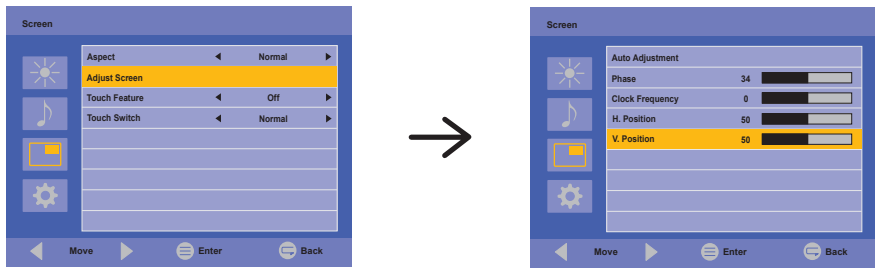 Screen
Aspect Normal
Adjust Screen
Touch Feature Off
Touch Switch Normal
Move Enter Back
Screen
Auto Adjustment
Phase 34
Clock Frequency 0
H. Position 50
V. Position 50
Move Enter Back